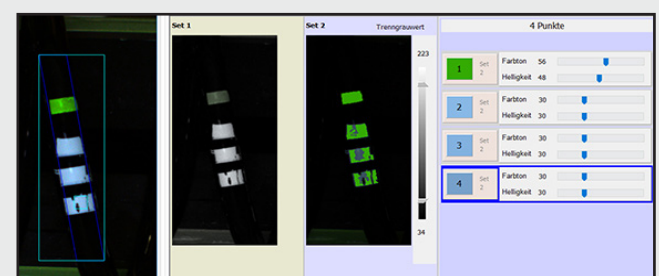 Set 1
Set 2
Trenngrauwert
223
34
4 Punkte
1
Set
2
Farbton 56
Helligkeit 48
2
Set
2
Farbton 30
Helligkeit 30
3
Set
2
Farbton 30
Helligkeit 30
4
Set
2
Farbton 30
Helligkeit 30